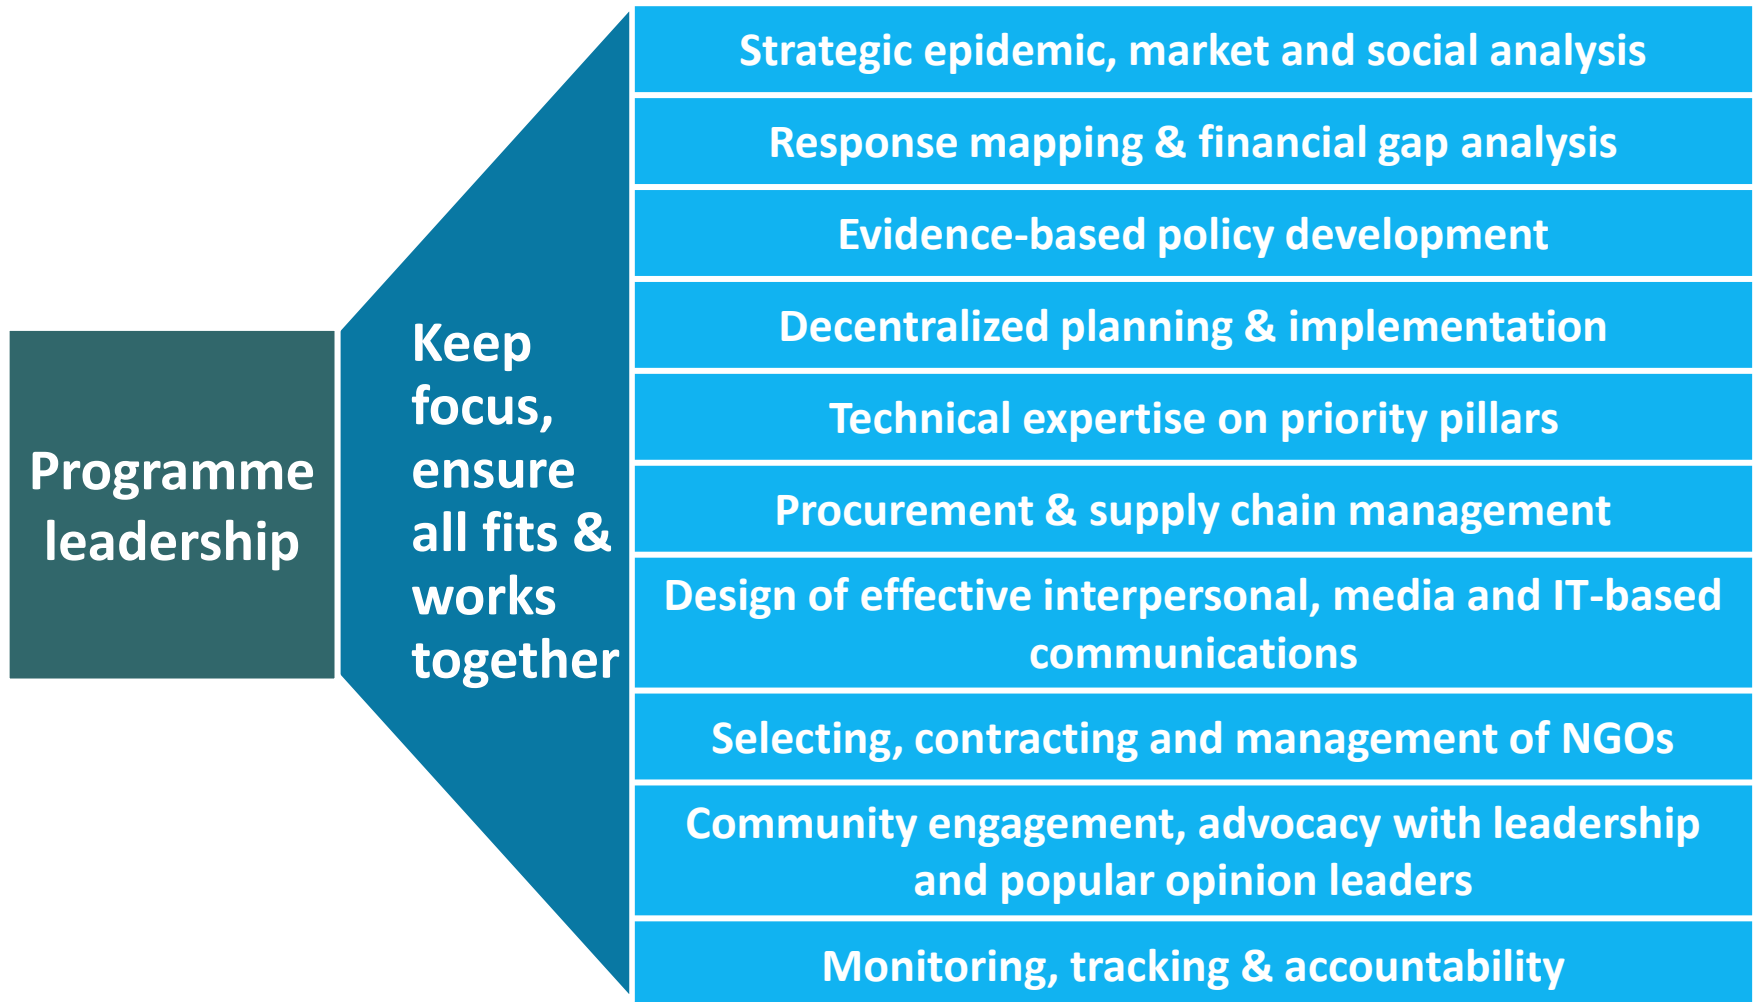 Programme
leadership
Keep
focus,
ensure
all fits &
works
together
Strategic epidemic, market and social analysis
Response mapping & financial gap analysis
Evidence-based policy development
Decentralized planning & implementation
Technical expertise on priority pillars
Procurement & supply chain management
Design of effective interpersonal, media and IT-based
communications
Selecting, contracting and management of NGOs
Community engagement, advocacy with leadership
and popular opinion leaders
Monitoring, tracking & accountability